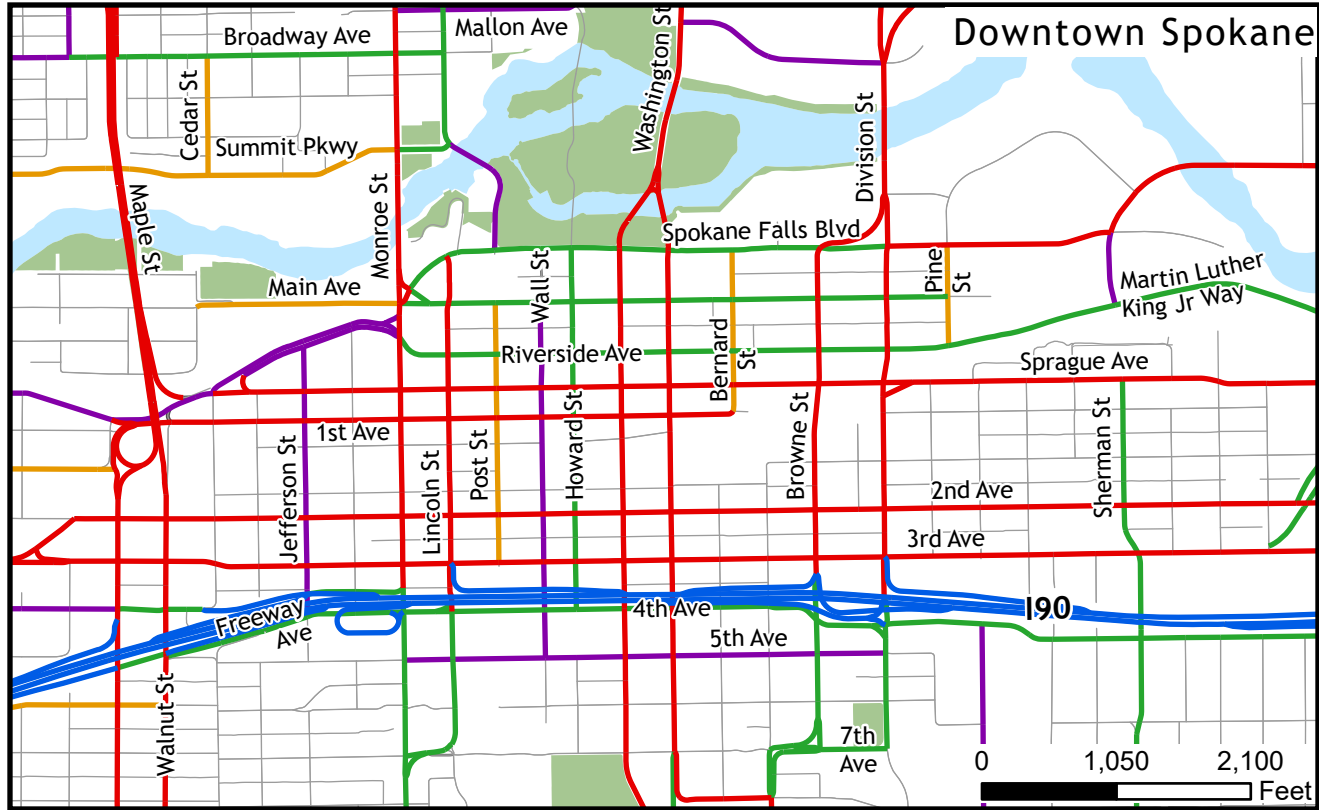 Downtown Spokane
Mallon Ave
Broadway Ave
Washington St
Cedar St
Summit Pkwy
Division St
Maple St
Monroe St
Spokane Falls Blvd
Main Ave
Wall St
Pine
St
Martin Luther
King Jr Way
Riverside Ave
Bernard
St
Sprague Ave
1st Ave
Jefferson St
Lincoln St
Post St
Howard St
Browne St
Sherman St
2nd Ave
3rd Ave
Freeway
Ave
4th Ave
I90
5th Ave
Walnut St
7th
Ave
0 1,050 2,100
Feet